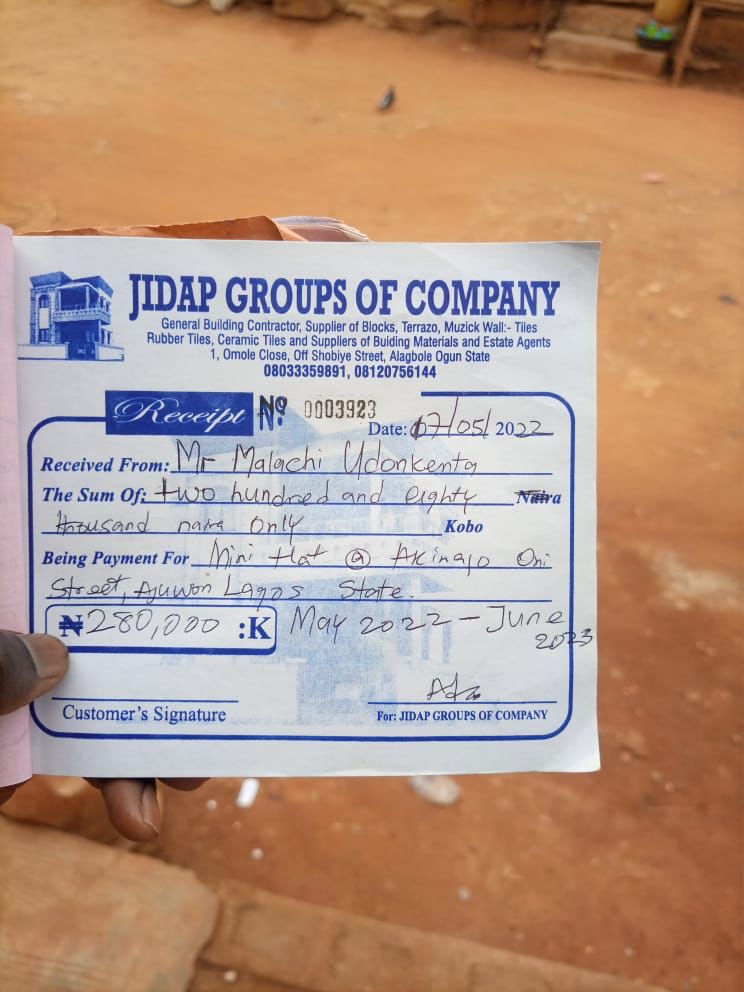 JIDAP GROUPS OF COMPANY
General Building Contractor, Supplier of Blocks, Terrazo, Muzick Wall:- Tiles
Rubber Tiles, Ceramic Tiles and Suppliers of Buiding Materials and Estate Agents
1, Omole Close, Off Shobiye Street, Alagbole Ogun State
08033359891, 08120756144
Receipt Nº 0003923
Date: 17/05/2022
Received From: Mr Malachi Udonkenta
The Sum Of: two hundred and eighty Naira
thousand naira Only Kobo
Being Payment For Mini flat @ Akinajo Oni
Street, Ajuwon Lagos State.
₦280,000 :K May 2022 - June
2023
Customer's Signature
For: JIDAP GROUPS OF COMPANY